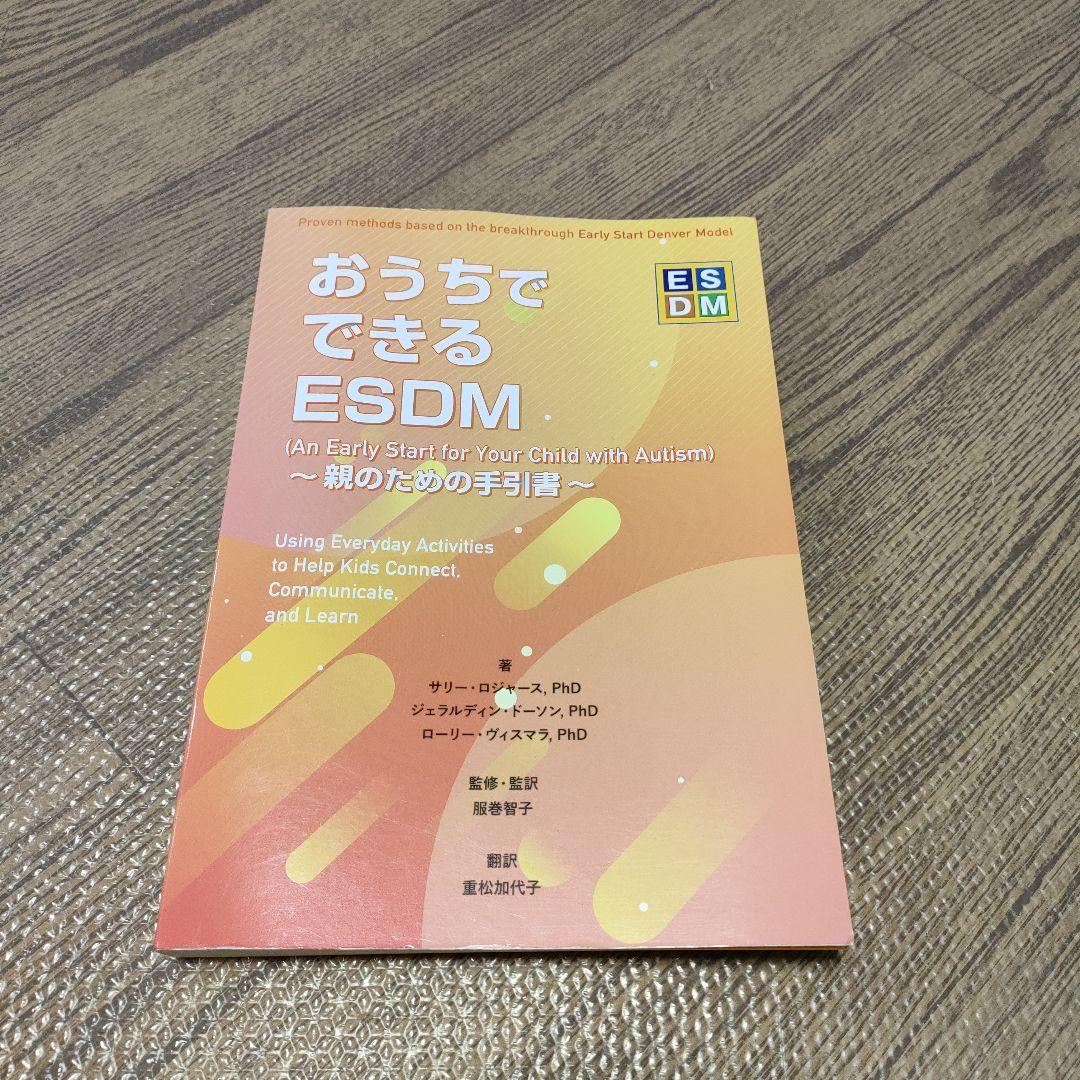 Proven methods based on the breakthrough Early Start Denver Model
おうちで
できる
ESDM
ES
DM
(An Early Start for Your Child with Autism)
～親のための手引書～
Using Everyday Activities
to Help Kids Connect,
Communicate,
and Learn
著
サリー・ロジャース, PhD
ジェラルディン・ドーソン, PhD
ローリー・ヴィスマラ, PhD
監修・監訳
服巻智子
翻訳
重松加代子